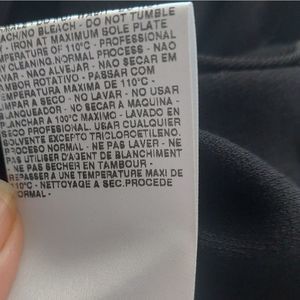 NO BLEACH - DO NOT TUMBLE
IRON AT MAXIMUM SOLE PLATE
TEMPERATURE OF 110°C - PROFESSIONAL
CLEANING.NORMAL PROCESS - NAO
LAVAR - NAO ALVEJAR - NAO SECAR EM
TAMBOR ROTATIVO - PASSAR COM
TEMPERATURA MAXIMA DE 110°C -
LIMPAR A SECO - NO LAVAR - NO USAR
BLANQUEADOR - NO SECAR A MAQUINA -
PLANCHAR A 100°C MAXIMO - LAVADO EN
SECO PROFESIONAL. USAR CUALQUIER
SOLVENTE EXCEPTO TRICLOROETILENO.
PROCESO NORMAL - NE PAS LAVER - NE
PAS UTILISER D'AGENT DE BLANCHIMENT
NE PAS SECHER EN TAMBOUR -
REPASSER A UNE TEMPERATURE MAXI DE
110°C - NETTOYAGE A SEC.PROCEDE
NORMAL -